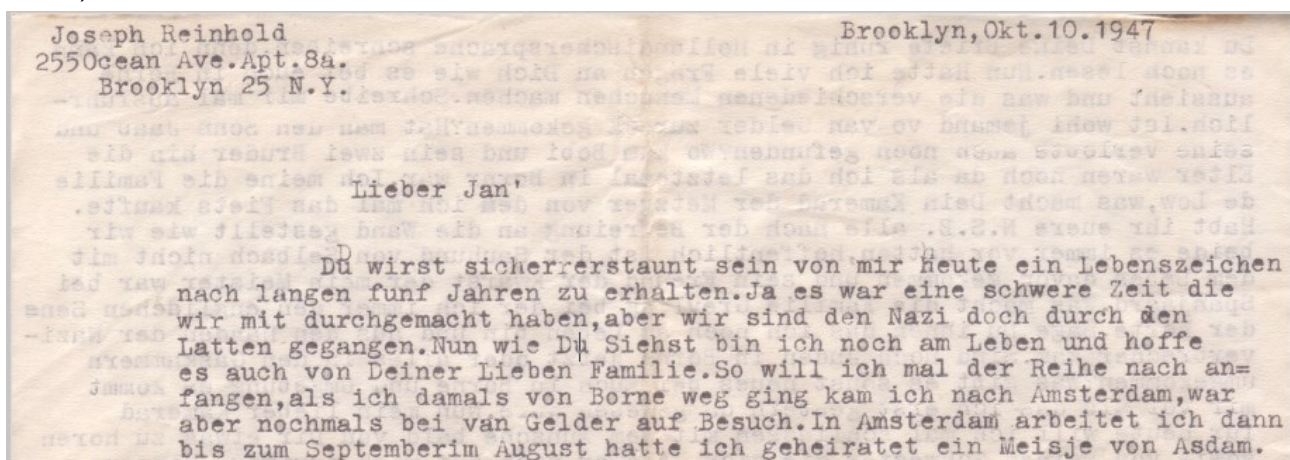 Joseph Reinhold Brooklyn,Okt.10.1947
255Ocean Ave.Apt.8a.
Brooklyn 25 N.Y.
Lieber Jan'
Du wirst sicherrerstaunt sein von mir Heute ein Lebenszeichen
nach langen funf Jahren zu erhalten.Ja es war eine schwere Zeit die
wir mit durchgemacht haben,aber wir sind den Nazi doch durch den
Latten gegangen.Nun wie Du Siehst bin ich noch am Leben und hoffe
es auch von Deiner Lieben Familie.So will ich mal der Reihe nach an=
fangen,als ich damals von Borne weg ging kam ich nach Amsterdam,war
aber nochmals bei van Gelder auf Besuch.In Amsterdam arbeitet ich dann
bis zum Septemberim August hatte ich geheiratet ein Meisje von Asdam.